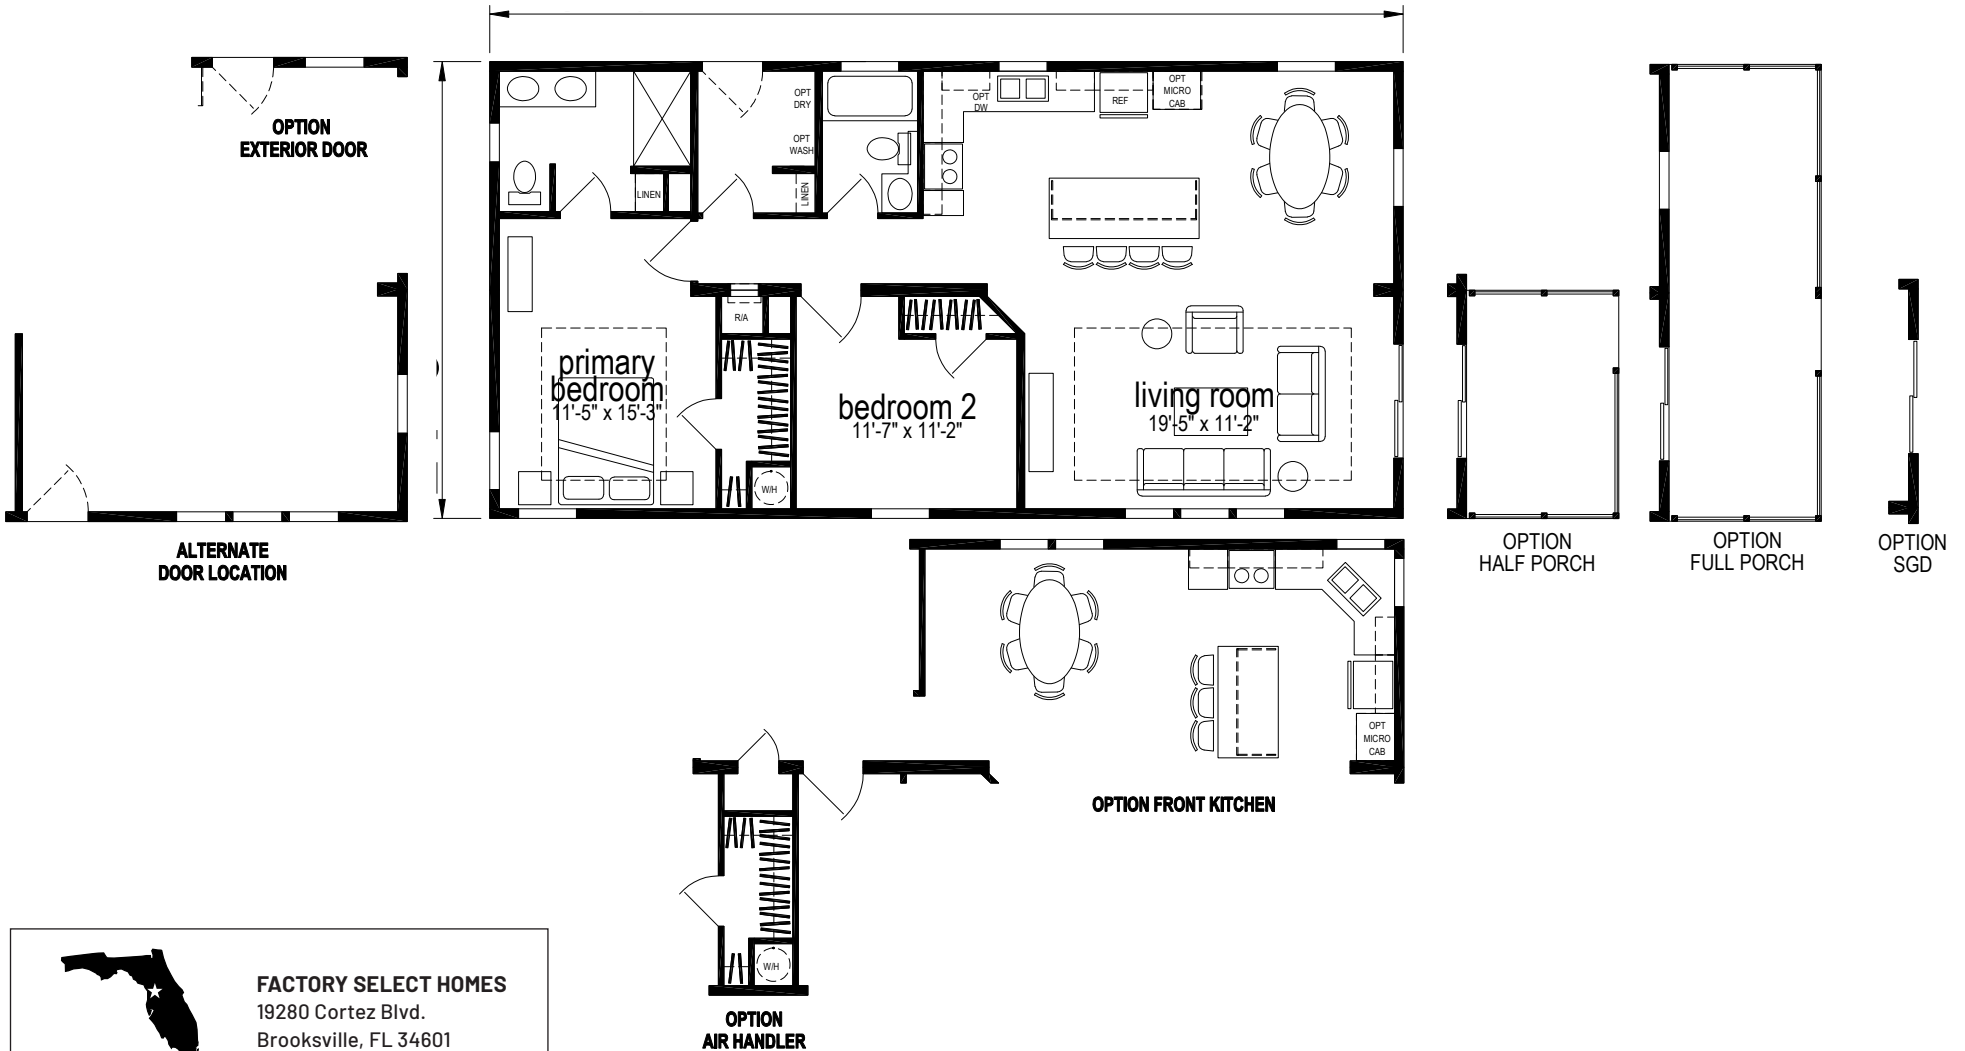 OPTION
EXTERIOR DOOR
ALTERNATE
DOOR LOCATION
OPT
DRY
OPT
WASH
LINEN
LINEN
OPT
DW
REF
OPT
MICRO
CAB
R/A
primary
bedroom
11'-5" x 15'-3"
W/H
bedroom 2
11'-7" x 11'-2"
living room
19'-5" x 11'-2"
OPTION
HALF PORCH
OPTION
FULL PORCH
OPTION
SGD
OPT
MICRO
CAB
OPTION FRONT KITCHEN
W/H
OPTION
AIR HANDLER
FACTORY SELECT HOMES
19280 Cortez Blvd.
Brooksville, FL 34601